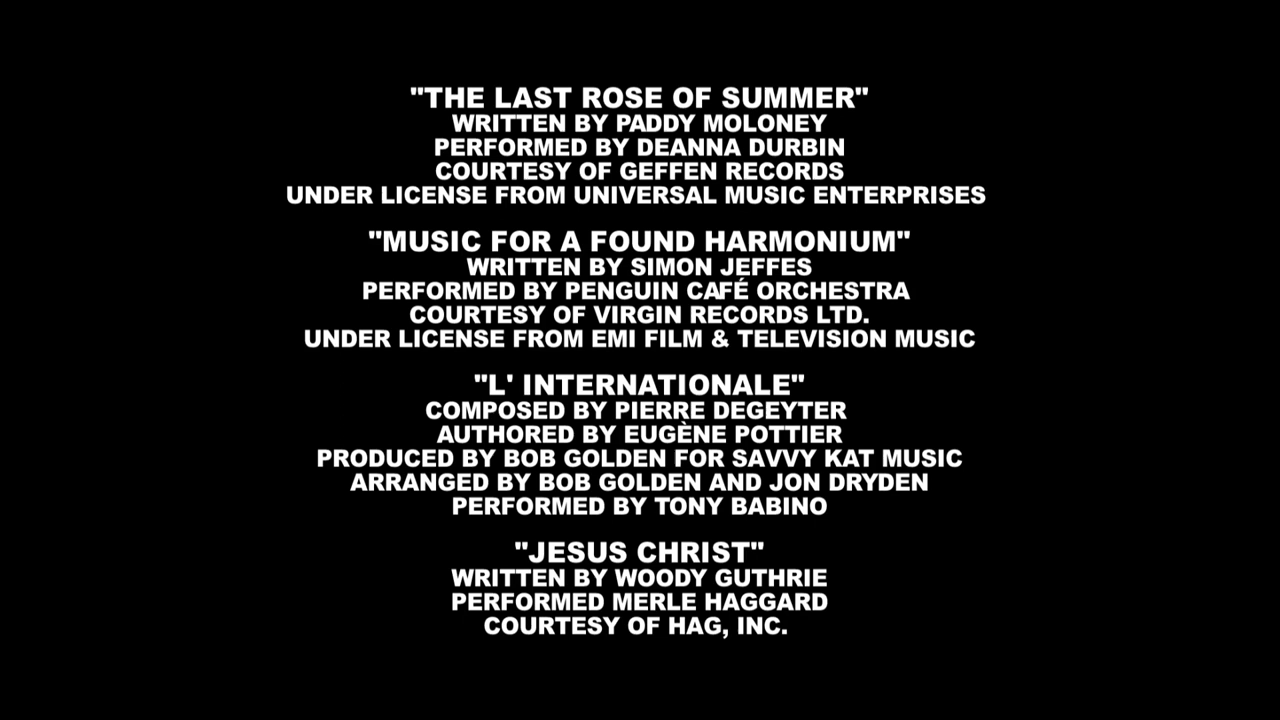 "THE LAST ROSE OF SUMMER"
WRITTEN BY PADDY MOLONEY
PERFORMED BY DEANNA DURBIN
COURTESY OF GEFFEN RECORDS
UNDER LICENSE FROM UNIVERSAL MUSIC ENTERPRISES
"MUSIC FOR A FOUND HARMONIUM"
WRITTEN BY SIMON JEFFES
PERFORMED BY PENGUIN CAFÉ ORCHESTRA
COURTESY OF VIRGIN RECORDS LTD.
UNDER LICENSE FROM EMI FILM & TELEVISION MUSIC
"L' INTERNATIONALE"
COMPOSED BY PIERRE DEGEYTER
AUTHORED BY EUGÈNE POTTIER
PRODUCED BY BOB GOLDEN FOR SAVVY KAT MUSIC
ARRANGED BY BOB GOLDEN AND JON DRYDEN
PERFORMED BY TONY BABINO
"JESUS CHRIST"
WRITTEN BY WOODY GUTHRIE
PERFORMED MERLE HAGGARD
COURTESY OF HAG, INC.